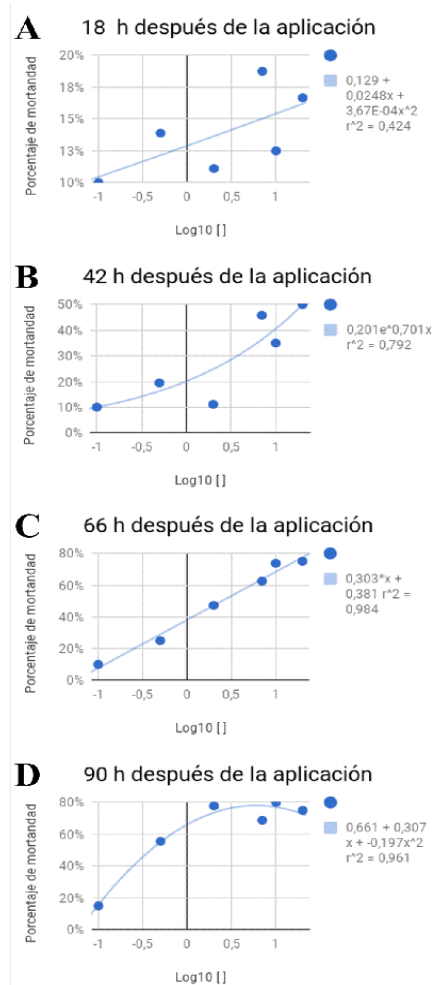 A
18 h después de la aplicación
Porcentaje de mortandad
20%
18%
15%
13%
10%
-1
-0,5
0
0,5
1
Log10 [ ]
0,129 +
0,0248x +
3,67E-04x^2
r^2 = 0,424
B
42 h después de la aplicación
Porcentaje de mortandad
50%
40%
30%
20%
10%
0%
-1
-0,5
0
0,5
1
Log10 [ ]
0,201e^0,701x
r^2 = 0,792
C
66 h después de la aplicación
Porcentaje de mortandad
80%
60%
40%
20%
0%
-1
-0,5
0
0,5
1
Log10 [ ]
0,303*x +
0,381 r^2 =
0,984
D
90 h después de la aplicación
Porcentaje de mortandad
80%
60%
40%
20%
0%
-1
-0,5
0
0,5
1
Log10 [ ]
0,661 + 0,307
x + -0,197x^2
r^2 = 0,961